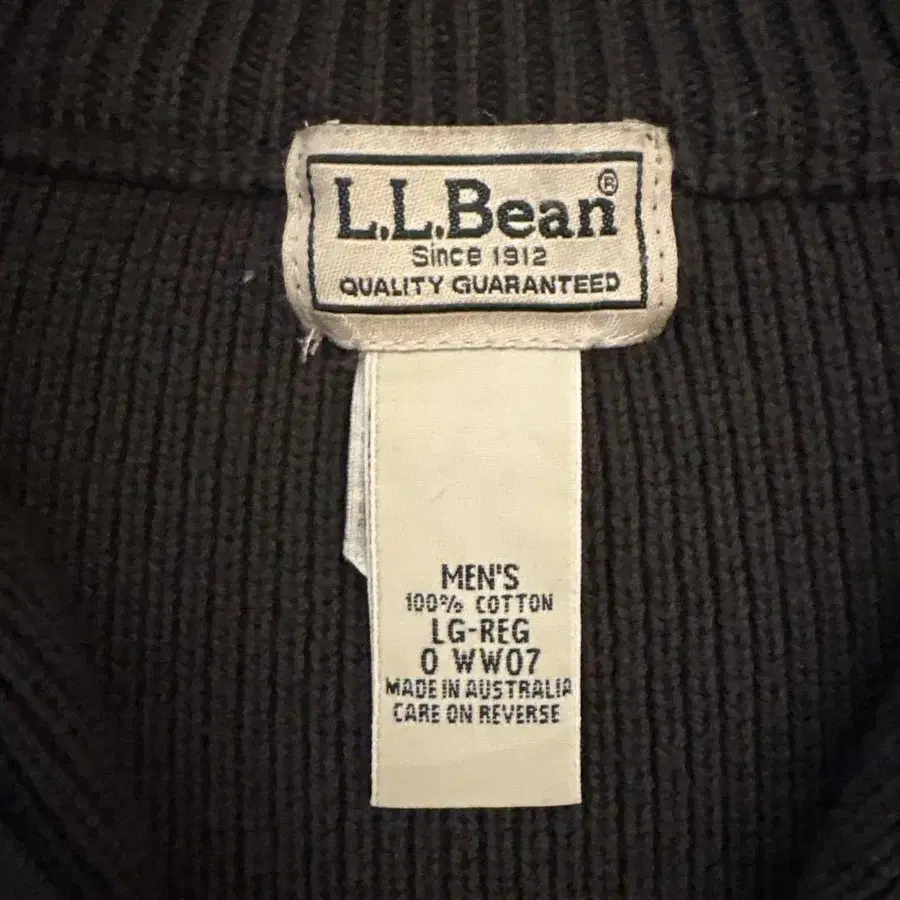 L.L.Bean®
Since 1912
QUALITY GUARANTEED
MEN'S
100% COTTON
LG-REG
0 WW07
MADE IN AUSTRALIA
CARE ON REVERSE